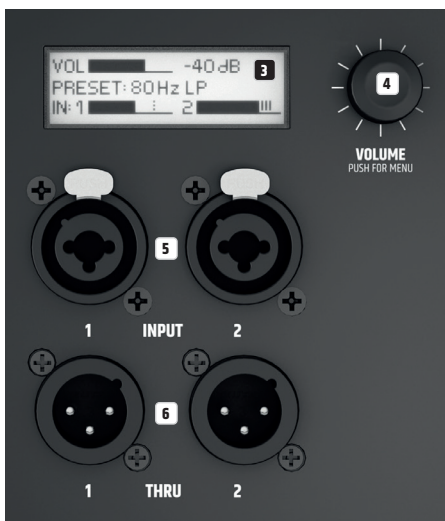 VOL -40dB
3
PRESET: 80Hz LP
IN: 1 2
4
VOLUME
PUSH FOR MENU
5
1 INPUT 2
6
1 THRU 2